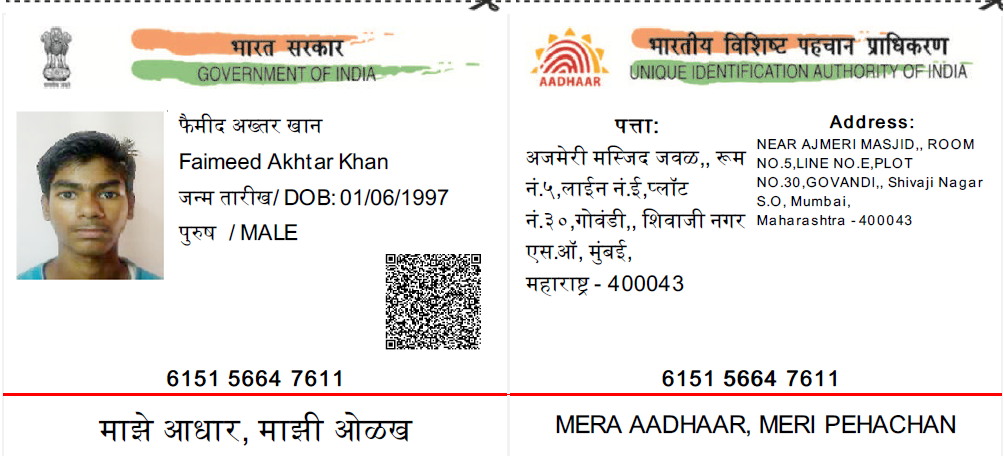 भारत सरकार
GOVERNMENT OF INDIA
फैमीद अख्तर खान
Faimeed Akhtar Khan
जन्म तारीख/ DOB: 01/06/1997
पुरुष / MALE
6151 5664 7611
माझे आधार, माझी ओळख
AADHAAR
भारतीय विशिष्ट पहचान प्राधिकरण
UNIQUE IDENTIFICATION AUTHORITY OF INDIA
पत्ता:
अजमेरी मस्जिद जवळ,, रूम
नं.५,लाईन नं.ई,प्लॉट
नं.३०,गोवंडी,, शिवाजी नगर
एस.ऑ, मुंबई,
महाराष्ट्र - 400043
Address:
NEAR AJMERI MASJID,, ROOM
NO.5,LINE NO.E,PLOT
NO.30,GOVANDI,, Shivaji Nagar
S.O, Mumbai,
Maharashtra - 400043
6151 5664 7611
MERA AADHAAR, MERI PEHACHAN